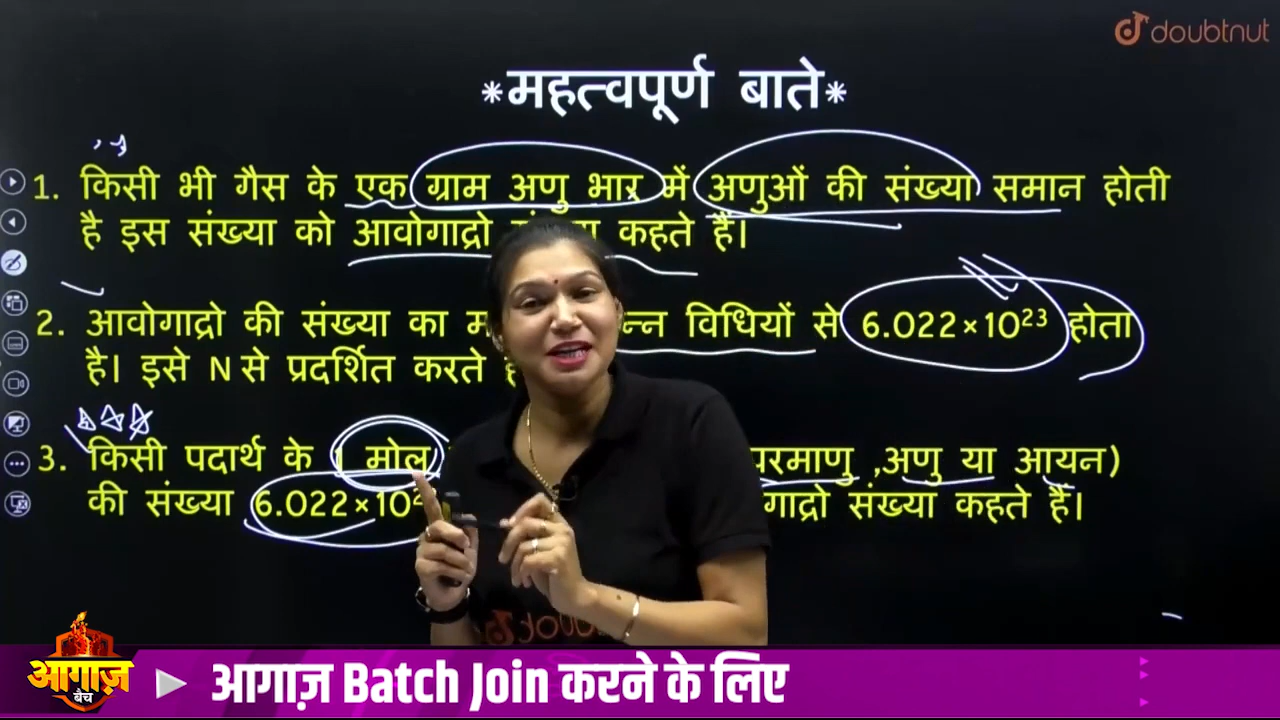 doubtnut
*महत्वपूर्ण बाते*
1. किसी भी गैस के एक ग्राम अणु भार में अणुओं की संख्या समान होती
है इस संख्या को आवोगाद्रो कहते हैं।
2. आवोगाद्रो की संख्या का विधियों से 6.022×10²³ होता
है। इसे N से प्रदर्शित करते
3. किसी पदार्थ के 1 मोल परमाणु ,अणु या आयन)
की संख्या 6.022×10 संख्या कहते हैं।
आगाज़
बैच
आगाज़ Batch Join करने के लिए